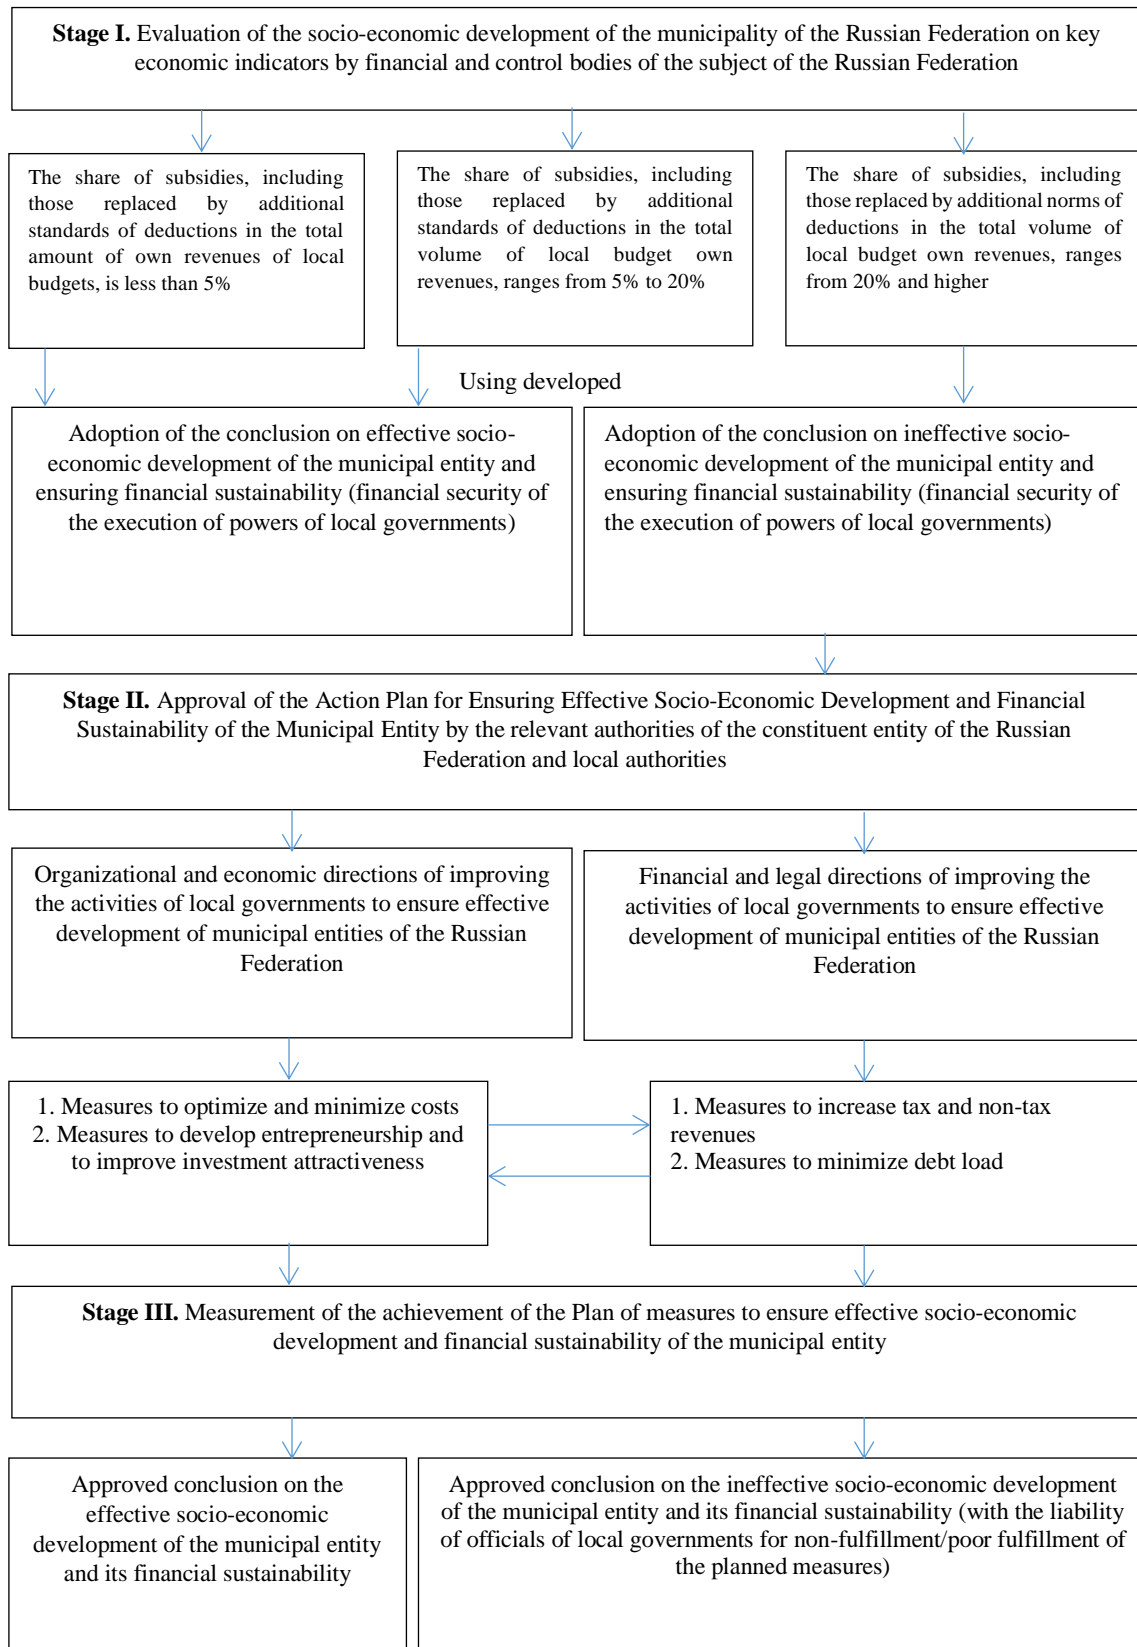 Stage I. Evaluation of the socio-economic development of the municipality of the Russian Federation on key
economic indicators by financial and control bodies of the subject of the Russian Federation
The share of subsidies, including
those replaced by additional
standards of deductions in the total
amount of own revenues of local
budgets, is less than 5%
The share of subsidies, including
those replaced by additional
standards of deductions in the total
volume of local budget own
revenues, ranges from 5% to 20%
The share of subsidies, including
those replaced by additional norms of
deductions in the total volume of
local budget own revenues, ranges
from 20% and higher
Using developed
Adoption of the conclusion on effective socio-
economic development of the municipal entity and
ensuring financial sustainability (financial security of
the execution of powers of local governments)
Adoption of the conclusion on ineffective socio-
economic development of the municipal entity and
ensuring financial sustainability (financial security of
the execution of powers of local governments)
Stage II. Approval of the Action Plan for Ensuring Effective Socio-Economic Development and Financial
Sustainability of the Municipal Entity by the relevant authorities of the constituent entity of the Russian
Federation and local authorities
Organizational and economic directions of improving
the activities of local governments to ensure effective
development of municipal entities of the Russian
Federation
Financial and legal directions of improving the
activities of local governments to ensure effective
development of municipal entities of the Russian
Federation
1. Measures to optimize and minimize costs
2. Measures to develop entrepreneurship and
to improve investment attractiveness
1. Measures to increase tax and non-tax
revenues
2. Measures to minimize debt load
Stage III. Measurement of the achievement of the Plan of measures to ensure effective socio-economic
development and financial sustainability of the municipal entity
Approved conclusion on the
effective socio-economic
development of the municipal entity
and its financial sustainability
Approved conclusion on the ineffective socio-economic development
of the municipal entity and its financial sustainability (with the liability
of officials of local governments for non-fulfillment/poor fulfillment of
the planned measures)